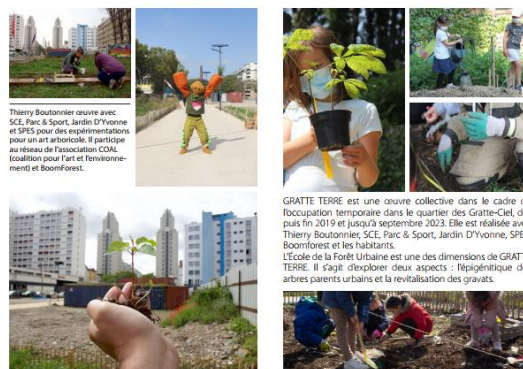 Thierry Boutonnier œuvre avec
SCE, Parc & Sport, Jardin D'Yvonne
et SPES pour des expérimentations
pour un art arboricole. Il participe
au réseau de l'association COAL
(coalition pour l'art et l'environne-
ment) et BoomForest.
GRATTE TERRE est une œuvre collective dans le cadre
l'occupation temporaire dans le quartier des Gratte-Ciel,
puis fin 2019 et jusqu'à septembre 2023. Elle est réalisée
Thierry Boutonnier, SCE, Parc & Sport, Jardin D'Yvonne,
Boomforest et les habitants.
L'École de la Forêt Urbaine est une des dimensions de
TERRE. Il s'agit d'explorer deux aspects : l'épigénitique
arbres parents urbains et la revitalisation des gravats.